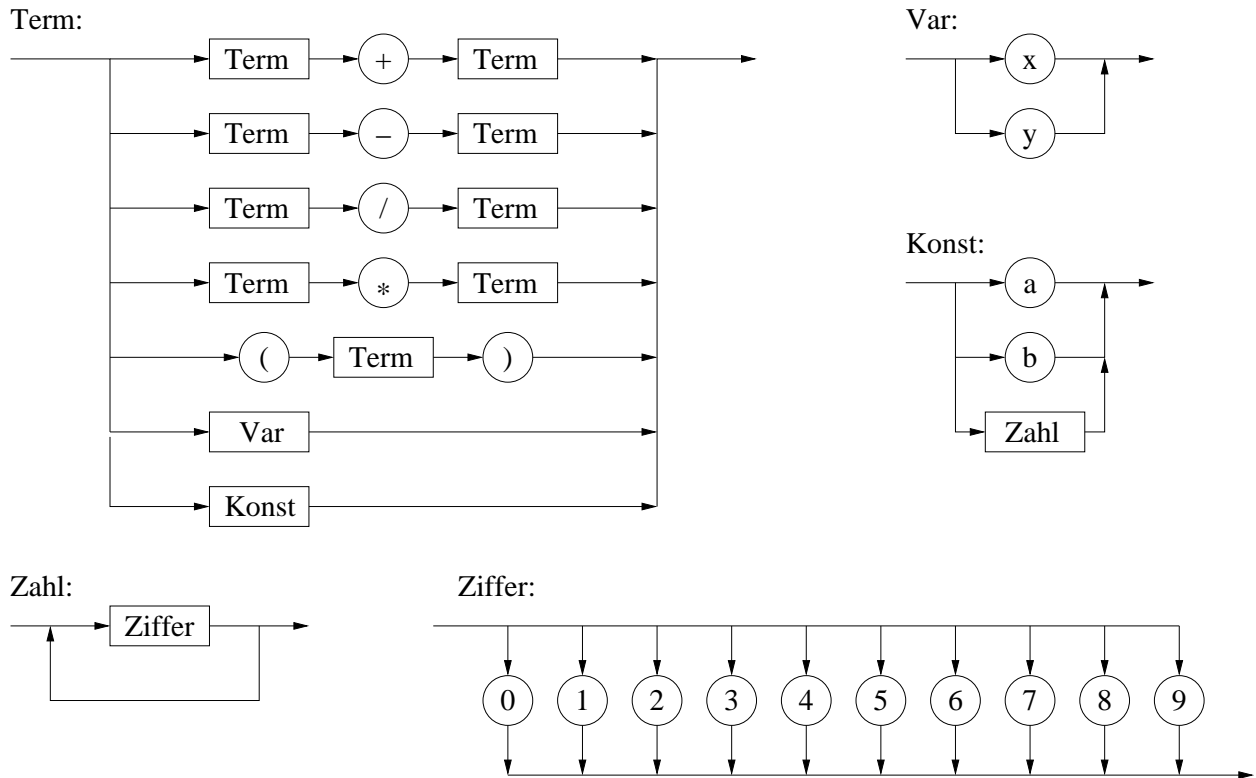 Term:
Term + Term
Term – Term
Term / Term
Term * Term
( Term )
Var
Konst
Var:
x
y
Konst:
a
b
Zahl
Zahl:
Ziffer
Ziffer:
0 1 2 3 4 5 6 7 8 9